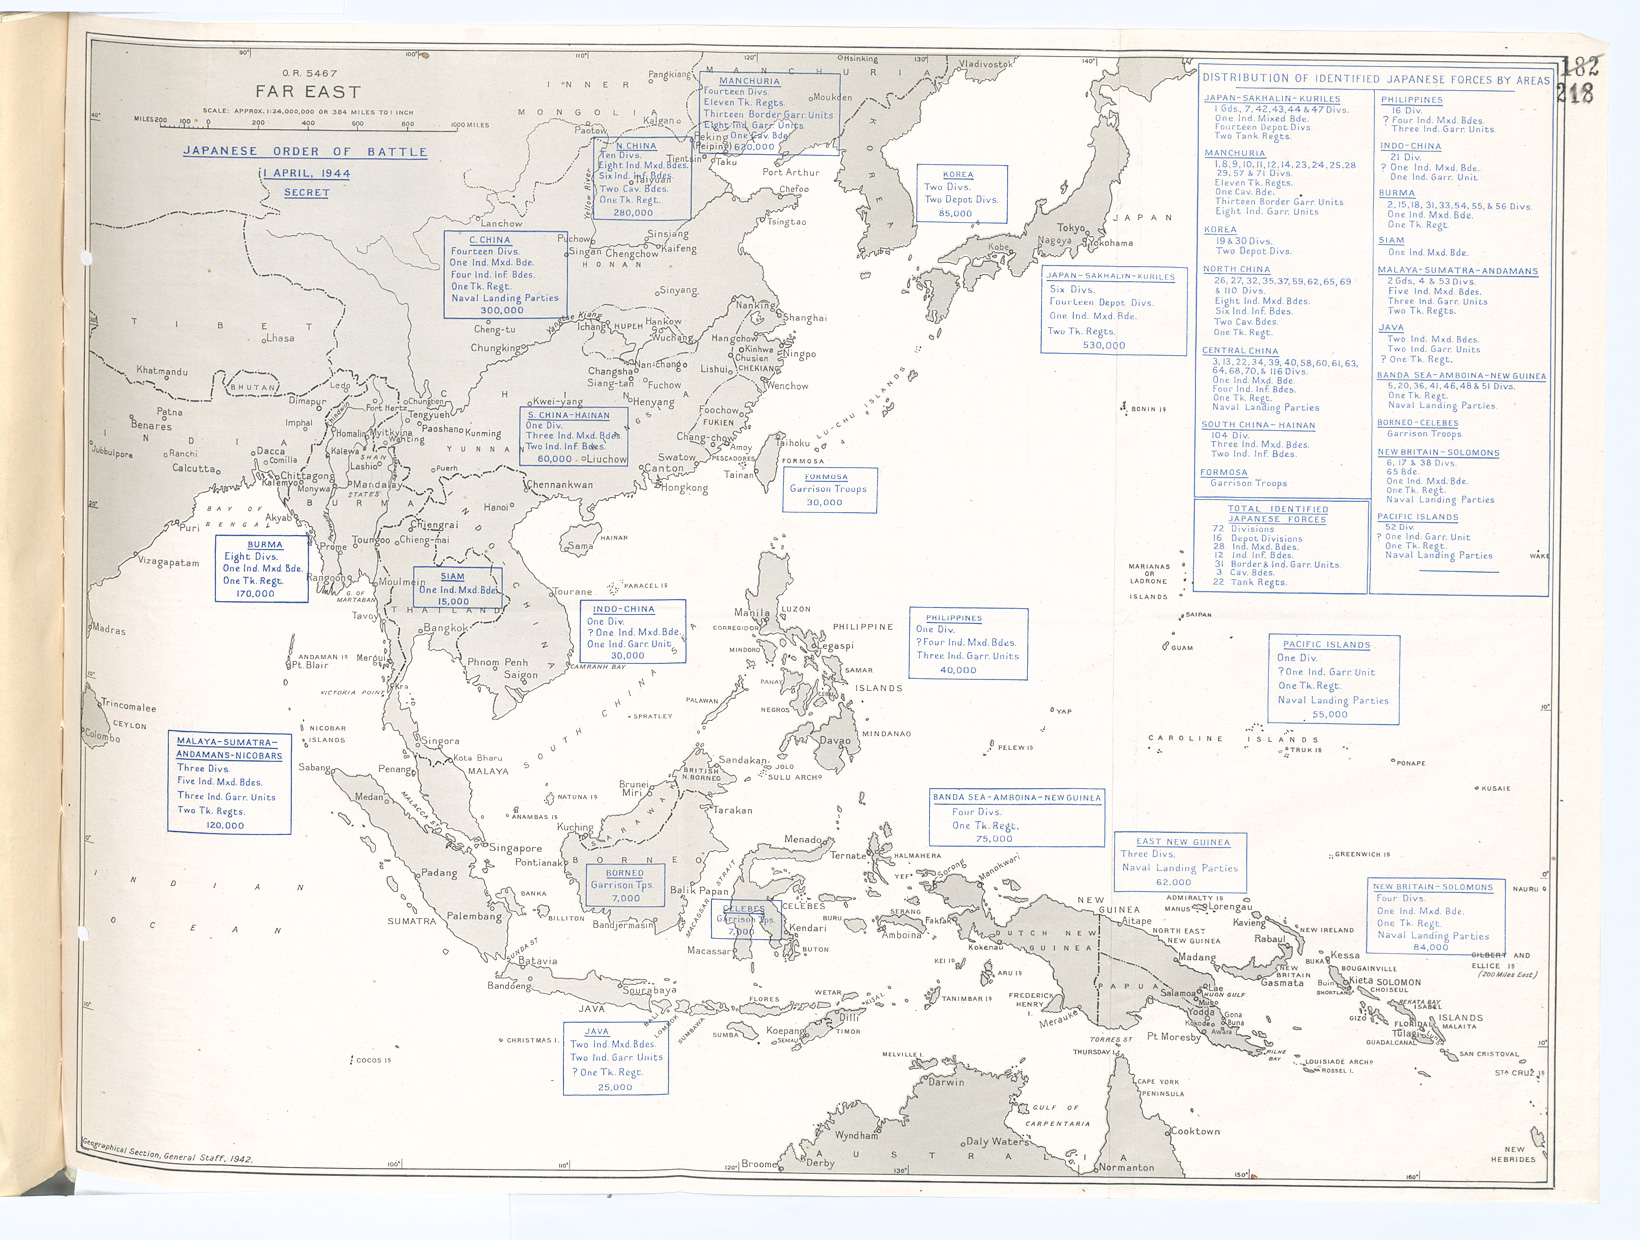 182
218
O.R. 5467
FAR EAST
SCALE: APPROX. 1:24,000,000 OR 384 MILES TO 1 INCH
MILES 200 100 0 200 400 600 800 1000 MILES
JAPANESE ORDER OF BATTLE
1 APRIL, 1944
SECRET
MANCHURIA
Fourteen Divs.
Eleven Tk. Regts.
Thirteen Border Garr. Units
Eight Ind. Garr. Units
One Cav. Bde.
620,000
N. CHINA
Ten Divs.
Eight Ind. Mxd. Bdes.
Six Ind. Inf. Bdes.
Two Cav. Bdes.
One Tk. Regt.
280,000
C. CHINA
Fourteen Divs.
One Ind. Mxd. Bde.
Four Ind. Inf. Bdes.
One Tk. Regt.
Naval Landing Parties
300,000
KOREA
Two Divs.
Two Depot Divs.
85,000
JAPAN-SAKHALIN-KURILES
Six Divs.
Fourteen Depot Divs.
One Ind. Mxd. Bde.
Two Tk. Regts.
530,000
S. CHINA-HAINAN
One Div.
Three Ind. Mxd. Bdes.
Two Ind. Inf. Bdes.
60,000
FORMOSA
Garrison Troops
30,000
BURMA
Eight Divs.
One Ind. Mxd. Bde.
One Tk. Regt.
170,000
SIAM
One Ind. Mxd. Bde.
15,000
INDO-CHINA
One Div.
? One Ind. Mxd. Bde.
One Ind. Garr. Unit
30,000
PHILIPPINES
One Div.
? Four Ind. Mxd. Bdes.
Three Ind. Garr. Units
40,000
PACIFIC ISLANDS
One Div.
? One Ind. Garr. Unit
One Tk. Regt.
Naval Landing Parties
55,000
MALAYA-SUMATRA-
ANDAMANS-NICOBARS
Three Divs.
Five Ind. Mxd. Bdes.
Three Ind. Garr. Units
Two Tk. Regts.
120,000
BANDA SEA-AMBOINA-NEW GUINEA
Four Divs.
One Tk. Regt.
75,000
EAST NEW GUINEA
Three Divs.
Naval Landing Parties
62,000
NEW BRITAIN-SOLOMONS
Four Divs.
One Ind. Mxd. Bde.
One Tk. Regt.
Naval Landing Parties
84,000
BORNEO
Garrison Tps.
7,000
CELEBES
Garrison Tps.
7,000
JAVA
Two Ind. Mxd. Bdes.
Two Ind. Garr. Units
? One Tk. Regt.
25,000
DISTRIBUTION OF IDENTIFIED JAPANESE FORCES BY AREAS
JAPAN-SAKHALIN-KURILES
1 Gds., 7, 42, 43, 44 & 47 Divs.
One Ind. Mixed Bde.
Fourteen Depot Divs.
Two Tank Regts.
MANCHURIA
1, 8, 9, 10, 11, 12, 14, 23, 24, 25, 28
29, 57 & 71 Divs.
Eleven Tk. Regts.
One Cav. Bde.
Thirteen Border Garr. Units
Eight Ind. Garr. Units
KOREA
19 & 30 Divs.
Two Depot Divs.
NORTH CHINA
26, 27, 32, 35, 37, 59, 62, 65, 69
& 110 Divs.
Eight Ind. Mxd. Bdes.
Six Ind. Inf. Bdes.
Two Cav. Bdes.
One Tk. Regt.
CENTRAL CHINA
3, 13, 22, 34, 39, 40, 58, 60, 61, 63,
64, 68, 70, & 116 Divs.
One Ind. Mxd. Bde.
Four Ind. Inf. Bdes.
One Tk. Regt.
Naval Landing Parties
SOUTH CHINA-HAINAN
104 Div.
Three Ind. Mxd. Bdes.
Two Ind. Inf. Bdes.
FORMOSA
Garrison Troops
TOTAL IDENTIFIED
JAPANESE FORCES
72 Divisions
16 Depot Divisions
28 Ind. Mxd. Bdes.
12 Ind. Inf. Bdes.
31 Border & Ind. Garr. Units.
3 Cav. Bdes.
22 Tank Regts.
PHILIPPINES
16 Div.
? Four Ind. Mxd. Bdes.
Three Ind. Garr. Units
INDO-CHINA
21 Div.
? One Ind. Mxd. Bde.
One Ind. Garr. Unit
BURMA
2, 15, 18, 31, 33, 54, 55, & 56 Divs.
One Ind. Mxd. Bde.
One Tk. Regt.
SIAM
One Ind. Mxd. Bde.
MALAYA-SUMATRA-ANDAMANS
2 Gds, 4 & 53 Divs.
Five Ind. Mxd. Bdes.
Three Ind. Garr. Units
Two Tk. Regts.
JAVA
Two Ind. Mxd. Bdes.
Two Ind. Garr. Units
? One Tk. Regt.
BANDA SEA-AMBOINA-NEW GUINEA
5, 20, 36, 41, 46, 48 & 51 Divs.
One Tk. Regt.
Naval Landing Parties
BORNEO-CELEBES
Garrison Troops
NEW BRITAIN-SOLOMONS
6, 17 & 38 Divs.
65 Bde.
One Ind. Mxd. Bde.
One Tk. Regt.
Naval Landing Parties
PACIFIC ISLANDS
52 Div.
? One Ind. Garr. Unit
One Tk. Regt.
Naval Landing Parties
INNER
MONGOLIA
MANCHURIA
Hsinking
Vladivostok
Pangkiang
Moukden
Kalgan
Paotow
Peking
(Peiping)
Tientsin
Taku
Port Arthur
Chefoo
Taiyuan
Yellow River
Tsingtao
KOREA
JAPAN
Tokyo
Yokohama
Nagoya
Kobe
Lanchow
Puchow
Sinsiang
Kaifeng
Singan
Chengchow
HONAN
Sinyang
Nanking
Shanghai
Cheng-tu
Yangtse Kiang
Ichang
HUPEH
Hankow
Wuchang
Hangchow
Kinhwa
Ningpo
Chusien
CHEKIANG
Chungking
Changsha
Nan-chang
Lishui
Siang-tan
Fuchow
Wenchow
Kwei-yang
Henyang
Foochow
FUKIEN
Chang-chow
Amoy
PESCADORES
Taihoku
FORMOSA
Tainan
Swatow
Canton
Hongkong
Liuchow
LU-CHU ISLANDS
BONIN IS
TIBET
Lhasa
Khatmandu
BHUTAN
Ledo
Dimapur
Fort Hertz
Chungtien
Tengyueh
Paoshan
Kunming
YUNNAN
Patna
Benares
INDIA
Imphal
Homalin
Myitkyina
Kalewa
SHAN
STATES
Lashio
Puerh
Jubbulpore
Ranchi
Dacca
Comilla
Calcutta
Chittagong
Kalemyo
Monywa
Mandalay
BURMA
BAY OF
BENGAL
Akyab
Puri
Vizagapatam
Prome
Toungoo
Chiengrai
Chieng-mai
Hanoi
Chennankwan
HAINAN
Sama
PARACEL IS
Rangoon
Moulmein
G. OF
MARTABAN
Tavoy
THAILAND
Bangkok
Tourane
INDO CHINA
Madras
ANDAMAN IS
Pt. Blair
Mergui
VICTORIA POINT
Kra
Phnom Penh
Saigon
CAMRANH BAY
SOUTH CHINA SEA
SPRATLEY
Trincomalee
CEYLON
Colombo
NICOBAR
ISLANDS
Singora
Kota Bharu
MALAYA
Sabang
Penang
Medan
MALACCA ST
NATUNA IS
ANAMBAS IS
Singapore
Padang
SUMATRA
Palembang
BANKA
BILLITON
SUNDA ST
Batavia
Bandoeng
Sourabaya
JAVA
BALI
LOMBOK
SUMBAWA
INDIAN
OCEAN
COCOS IS
CHRISTMAS I.
Manila
LUZON
CORREGIDOR
MINDORO
PHILIPPINE
ISLANDS
Legaspi
SAMAR
PANAY
NEGROS
PALAWAN
MINDANAO
Davao
JOLO
SULU ARCHO
Sandakan
BRITISH
N. BORNEO
Brunei
Miri
SARAWAK
Kuching
Pontianak
BORNEO
Tarakan
Balik Papan
Bandjermasin
MACASSAR STRAIT
Menado
Ternate
HALMAHERA
CELEBES
Kendari
Macassar
BUTON
BURU
SERANG
Amboina
FLORES
WETAR
KISA I.
SUMBA
Koepang
SEMAU
Dilli
TIMOR
TANIMBAR IS
KEI IS
ARU IS
Sorong
Manokwari
Fakfak
Kokenau
DUTCH NEW
GUINEA
NEW
GUINEA
FREDERICK
HENRY
I.
Merauke
PAPUA
TORRES ST
THURSDAY I.
Aitape
NORTH EAST
NEW GUINEA
Madang
Lae
HUON GULF
Salamoa
Mubo
Yodda
Kokoda
Gona
Buna
Awara
Pt. Moresby
MILNE
BAY
LOUISIADE ARCHO
ROSSEL I.
ADMIRALTY IS
MANUS
Lorengau
Kavieng
Rabaul
NEW IRELAND
NEW
BRITAIN
Gasmata
BUKA
Kessa
BOUGAINVILLE
Buin
Kieta
SHORTLAND
SOLOMON
ISLANDS
CHOISEUL
REKATA BAY
ISABEL
GIZO
FLORIDA
MALAITA
Tulagi
GUADALCANAL
SAN CRISTOVAL
STA CRUZ IS
GILBERT AND
ELLICE IS
(200 Miles East)
NAURU
GREENWICH IS
KUSAIE
PONAPE
CAROLINE ISLANDS
TRUK IS
YAP
PELEW IS
GUAM
SAIPAN
MARIANAS
OR
LADRONE
ISLANDS
WAKE
MELVILLE I.
Darwin
Wyndham
Daly Waters
GULF OF
CARPENTARIA
CAPE YORK
PENINSULA
Cooktown
Normanton
Broome
Derby
AUSTRALIA
NEW
HEBRIDES
90° 100° 110° 120° 130° 140°
100° 110° 120° 130° 150° 160°
Geographical Section, General Staff, 1942.